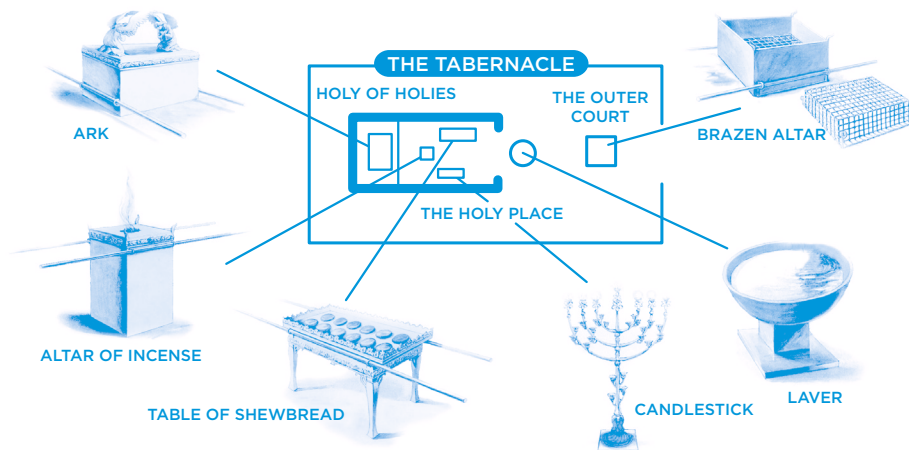 THE TABERNACLE
HOLY OF HOLIES
THE OUTER
COURT
ARK
BRAZEN ALTAR
THE HOLY PLACE
ALTAR OF INCENSE
TABLE OF SHEWBREAD
CANDLESTICK
LAVER